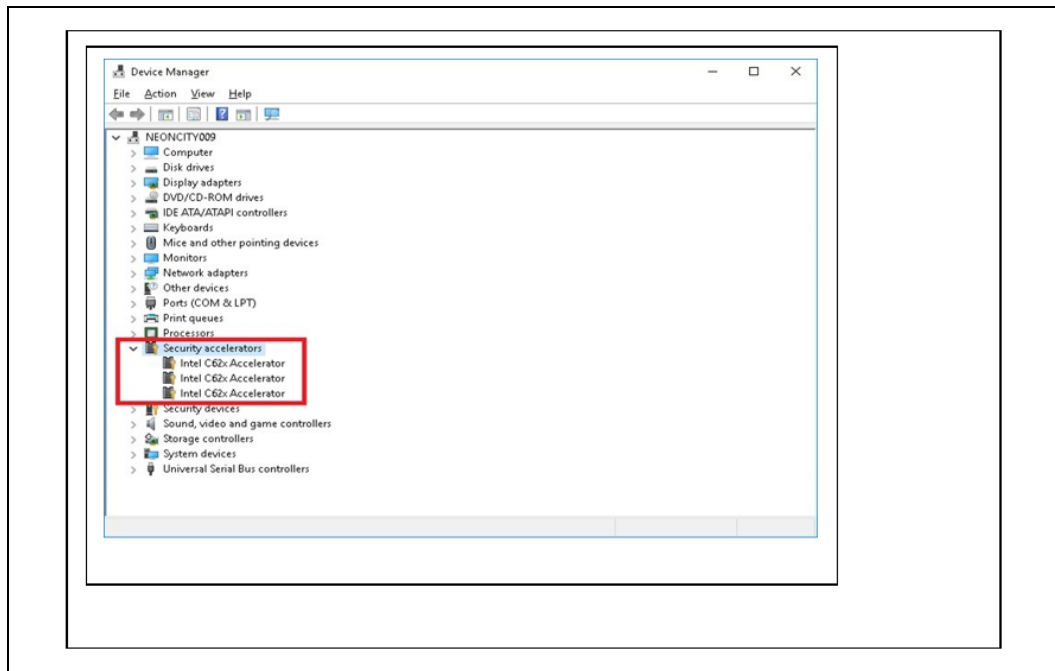 Device Manager
File Action View Help
NEONCITY009
Computer
Disk drives
Display adapters
DVD/CD-ROM drives
IDE ATA/ATAPI controllers
Keyboards
Mice and other pointing devices
Monitors
Network adapters
Other devices
Ports (COM & LPT)
Print queues
Processors
Security accelerators
Intel C62x Accelerator
Intel C62x Accelerator
Intel C62x Accelerator
Security devices
Sound, video and game controllers
Storage controllers
System devices
Universal Serial Bus controllers